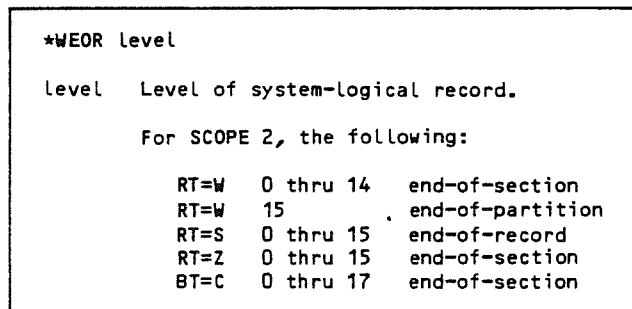 *WEOR level
level Level of system-logical record.
For SCOPE 2, the following:
RT=W 0 thru 14 end-of-section
RT=W 15 end-of-partition
RT=S 0 thru 15 end-of-record
RT=Z 0 thru 15 end-of-section
BT=C 0 thru 17 end-of-section